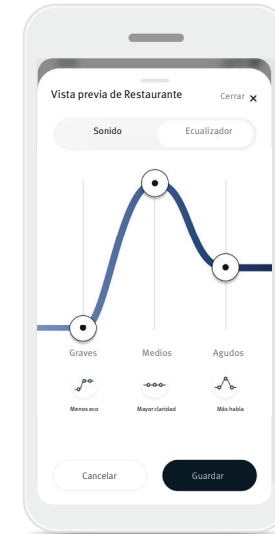 Vista previa de Restaurante Cerrar ×
Sonido Ecualizador
Graves Medios Agudos
Menos eco Mayor claridad Más habla
Cancelar Guardar